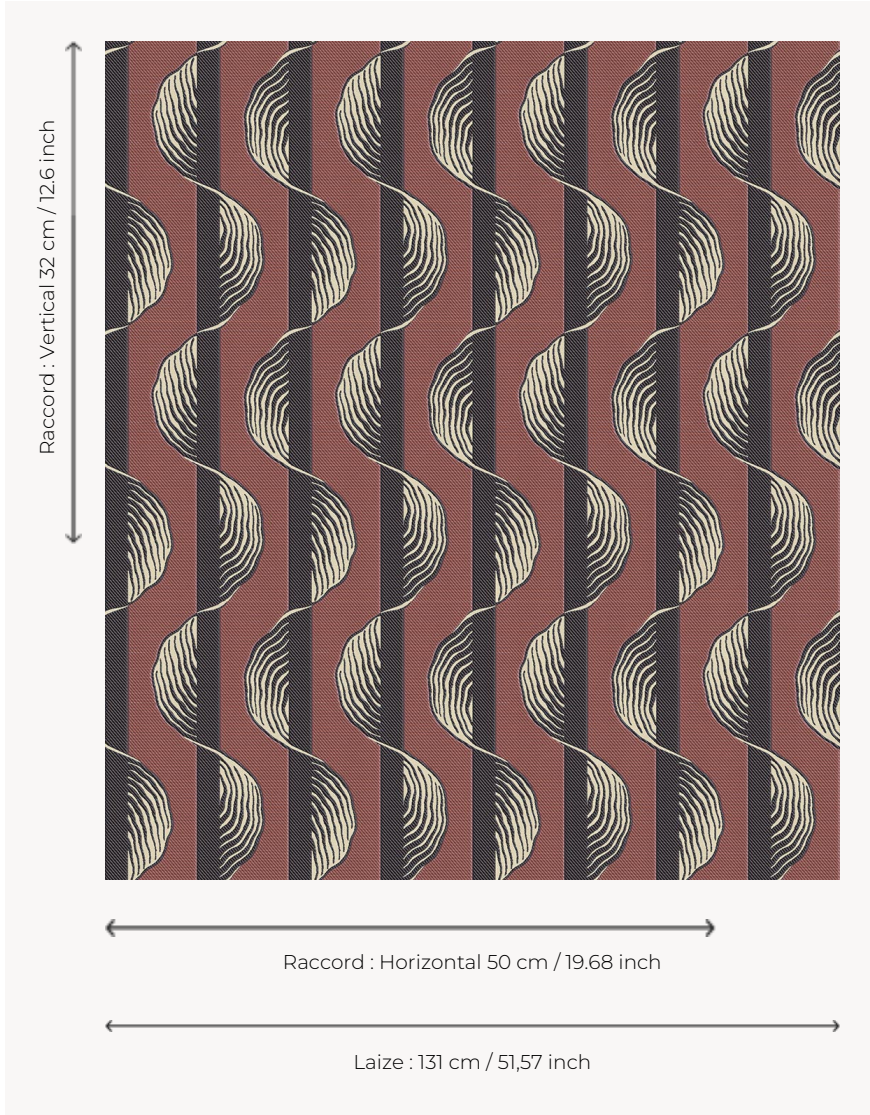 Raccord : Vertical 32 cm / 12.6 inch
Raccord : Horizontal 50 cm / 19.68 inch
Laize : 131 cm / 51,57 inch